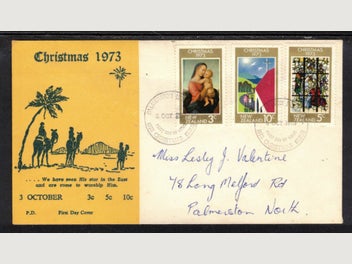 Christmas 1973
.... We have seen His star in the East
and are come to worship Him.
3 OCTOBER 3c 5c 10c
P.D. First Day Cover
CHRISTMAS
1973
NEW
ZEALAND 3c
CHRISTMAS
1973
NEW
ZEALAND 10c
CHRISTMAS
1973
NEW
ZEALAND 5c
Miss Lesley J. Valentine
78 Long Melford Rd
Palmerston North.